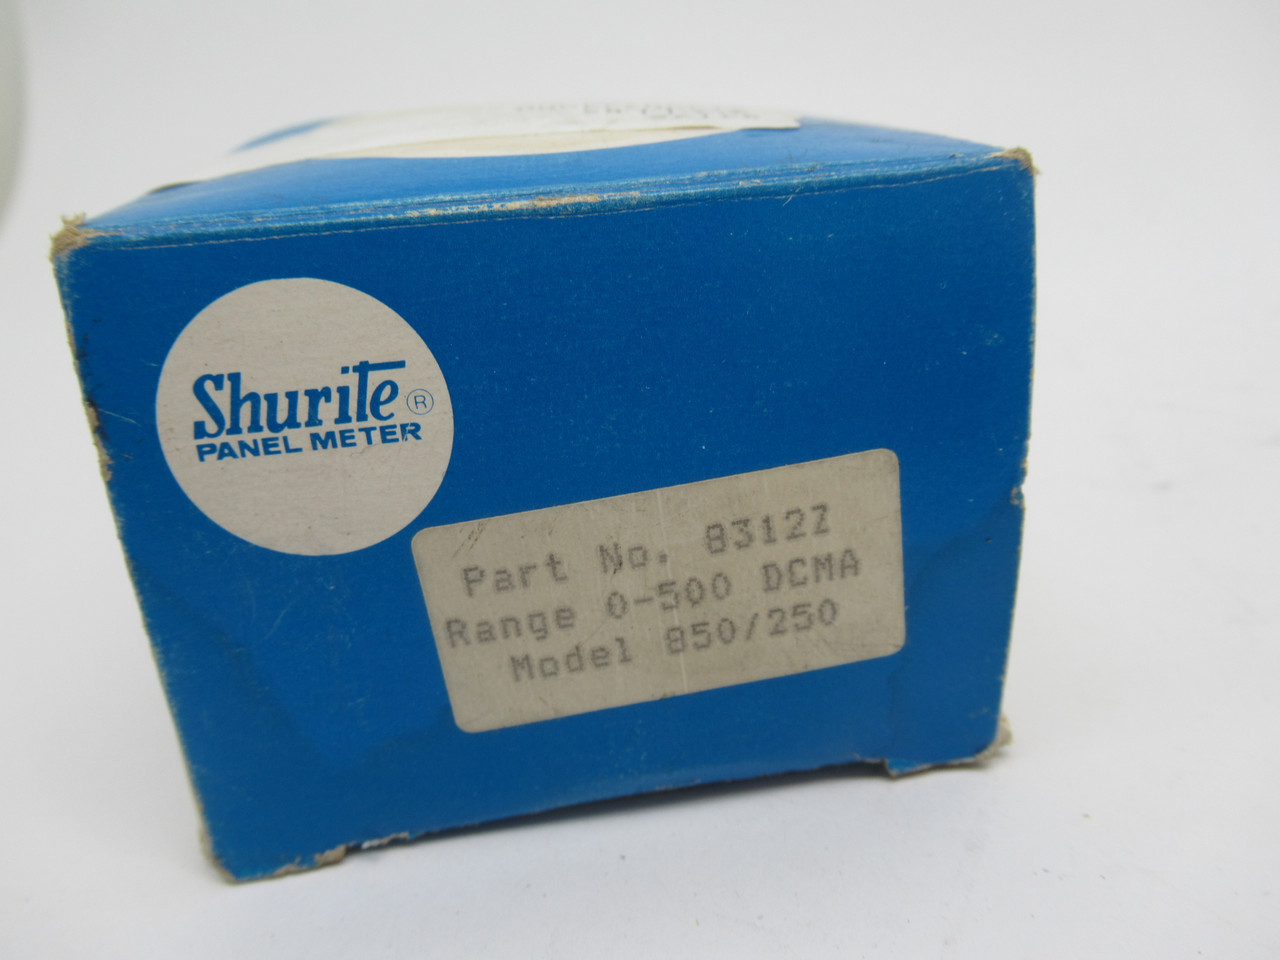 Shurite ®
PANEL METER
Part No. 8312Z
Range 0-500 DCMA
Model 850/250